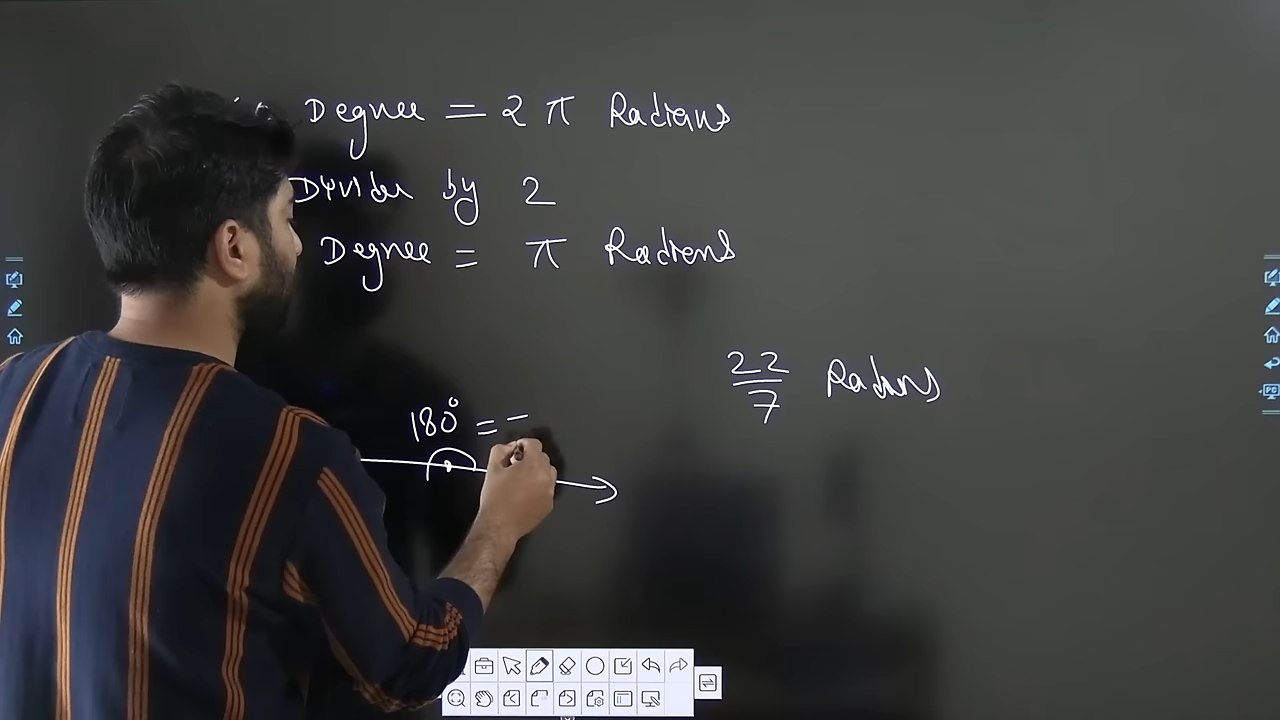 Degree = 2 π Radians
Divide by 2
Degree = π Radians
22/7 Radians
180° =